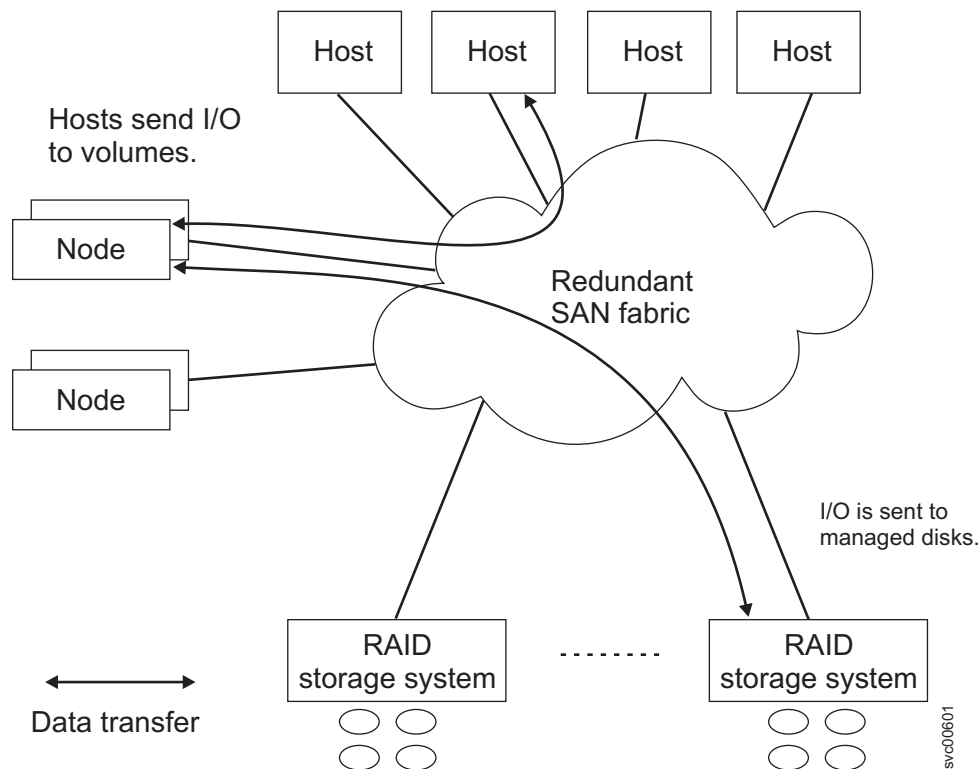 Host
Host
Host
Host
Hosts send I/O
to volumes.
Node
Redundant
SAN fabric
Node
I/O is sent to
managed disks.
RAID
storage system
RAID
storage system
Data transfer
svc00601